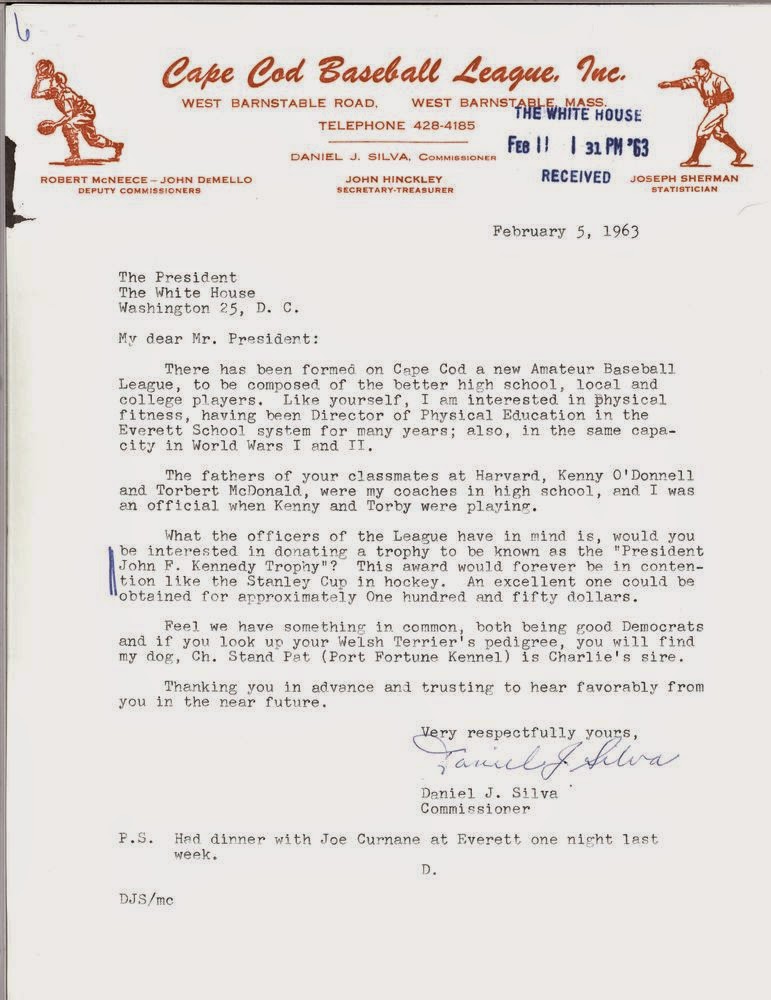 6
Cape Cod Baseball League, Inc.
WEST BARNSTABLE ROAD, WEST BARNSTABLE, MASS.
TELEPHONE 428-4185
THE WHITE HOUSE
FEB 11 1 31 PM '63
RECEIVED
DANIEL J. SILVA, COMMISSIONER
ROBERT McNEECE – JOHN DeMELLO
DEPUTY COMMISSIONERS
JOHN HINCKLEY
SECRETARY-TREASURER
JOSEPH SHERMAN
STATISTICIAN
February 5, 1963
The President
The White House
Washington 25, D. C.
My dear Mr. President:
There has been formed on Cape Cod a new Amateur Baseball
League, to be composed of the better high school, local and
college players. Like yourself, I am interested in physical
fitness, having been Director of Physical Education in the
Everett School system for many years; also, in the same capa-
city in World Wars I and II.
The fathers of your classmates at Harvard, Kenny O'Donnell
and Torbert McDonald, were my coaches in high school, and I was
an official when Kenny and Torby were playing.
What the officers of the League have in mind is, would you
be interested in donating a trophy to be known as the "President
John F. Kennedy Trophy"? This award would forever be in conten-
tion like the Stanley Cup in hockey. An excellent one could be
obtained for approximately One hundred and fifty dollars.
Feel we have something in common, both being good Democrats
and if you look up your Welsh Terrier's pedigree, you will find
my dog, Ch. Stand Pat (Port Fortune Kennel) is Charlie's sire.
Thanking you in advance and trusting to hear favorably from
you in the near future.
Very respectfully yours,
Daniel J. Silva
Daniel J. Silva
Commissioner
P.S. Had dinner with Joe Curnane at Everett one night last
week.
D.
DJS/mc